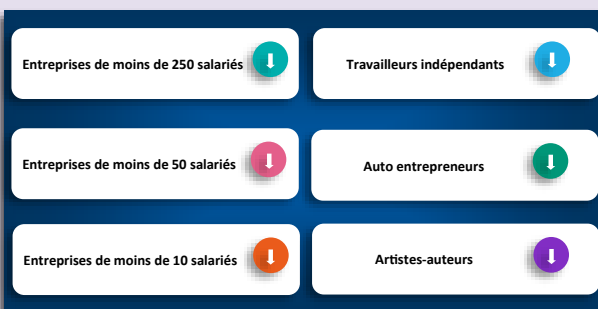 Entreprises de moins de 250 salariés
Travailleurs indépendants
Entreprises de moins de 50 salariés
Auto entrepreneurs
Entreprises de moins de 10 salariés
Artistes-auteurs